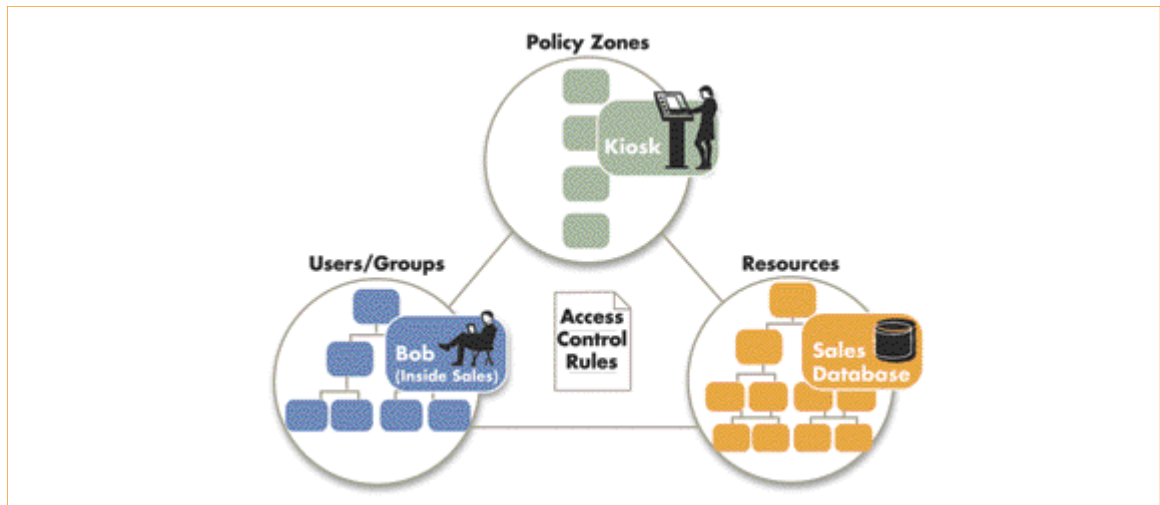 Policy Zones
Kiosk
Users/Groups
Resources
Bob
(Inside Sales)
Access
Control
Rules
Sales
Database